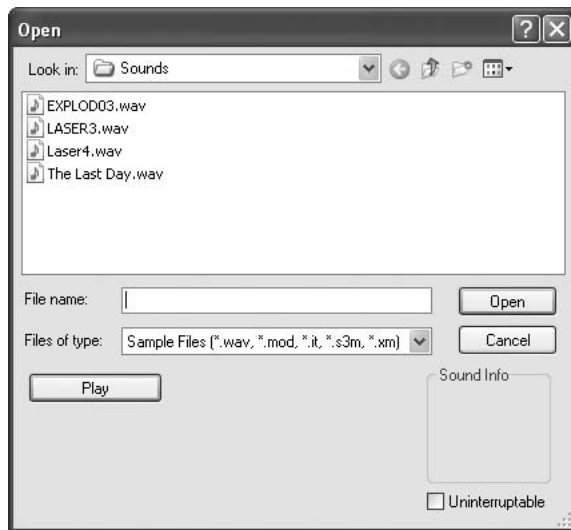 Open
Look in: Sounds
EXPLOD03.wav
LASER3.wav
Laser4.wav
The Last Day.wav
File name:
Open
Files of type: Sample Files (*.wav, *.mod, *.it, *.s3m, *.xm)
Cancel
Play
Sound Info
Uninterruptable